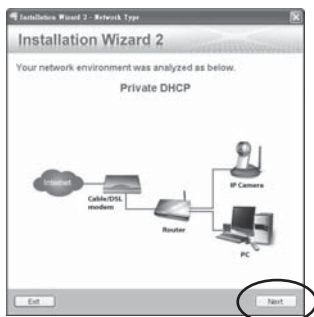 Installation Wizard 2 - Network Type
Installation Wizard 2
Your network environment was analyzed as below.
Private DHCP
Internet
Cable/DSL
modem
Router
IP Camera
PC
Exit
Next